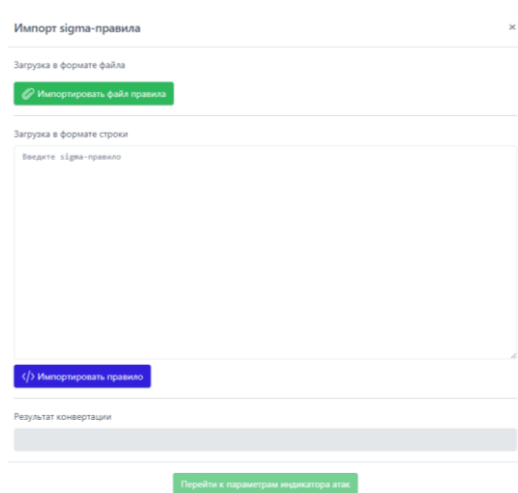 Импорт sigma-правила
×
Загрузка в формате файла
Импортировать файл правила
Загрузка в формате строки
Введите sigma-правило
</> Импортировать правило
Результат конвертации
Перейти к параметрам индикатора атак